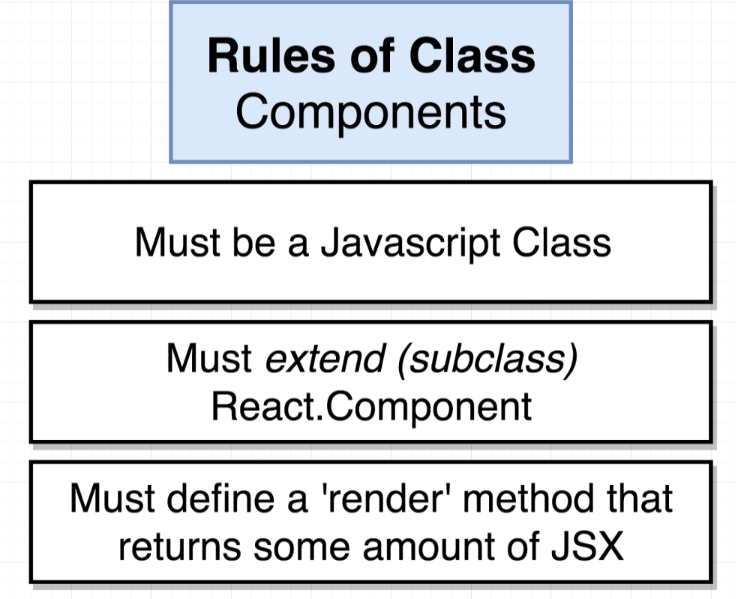 Rules of Class
Components
Must be a Javascript Class
Must extend (subclass)
React.Component
Must define a 'render' method that
returns some amount of JSX